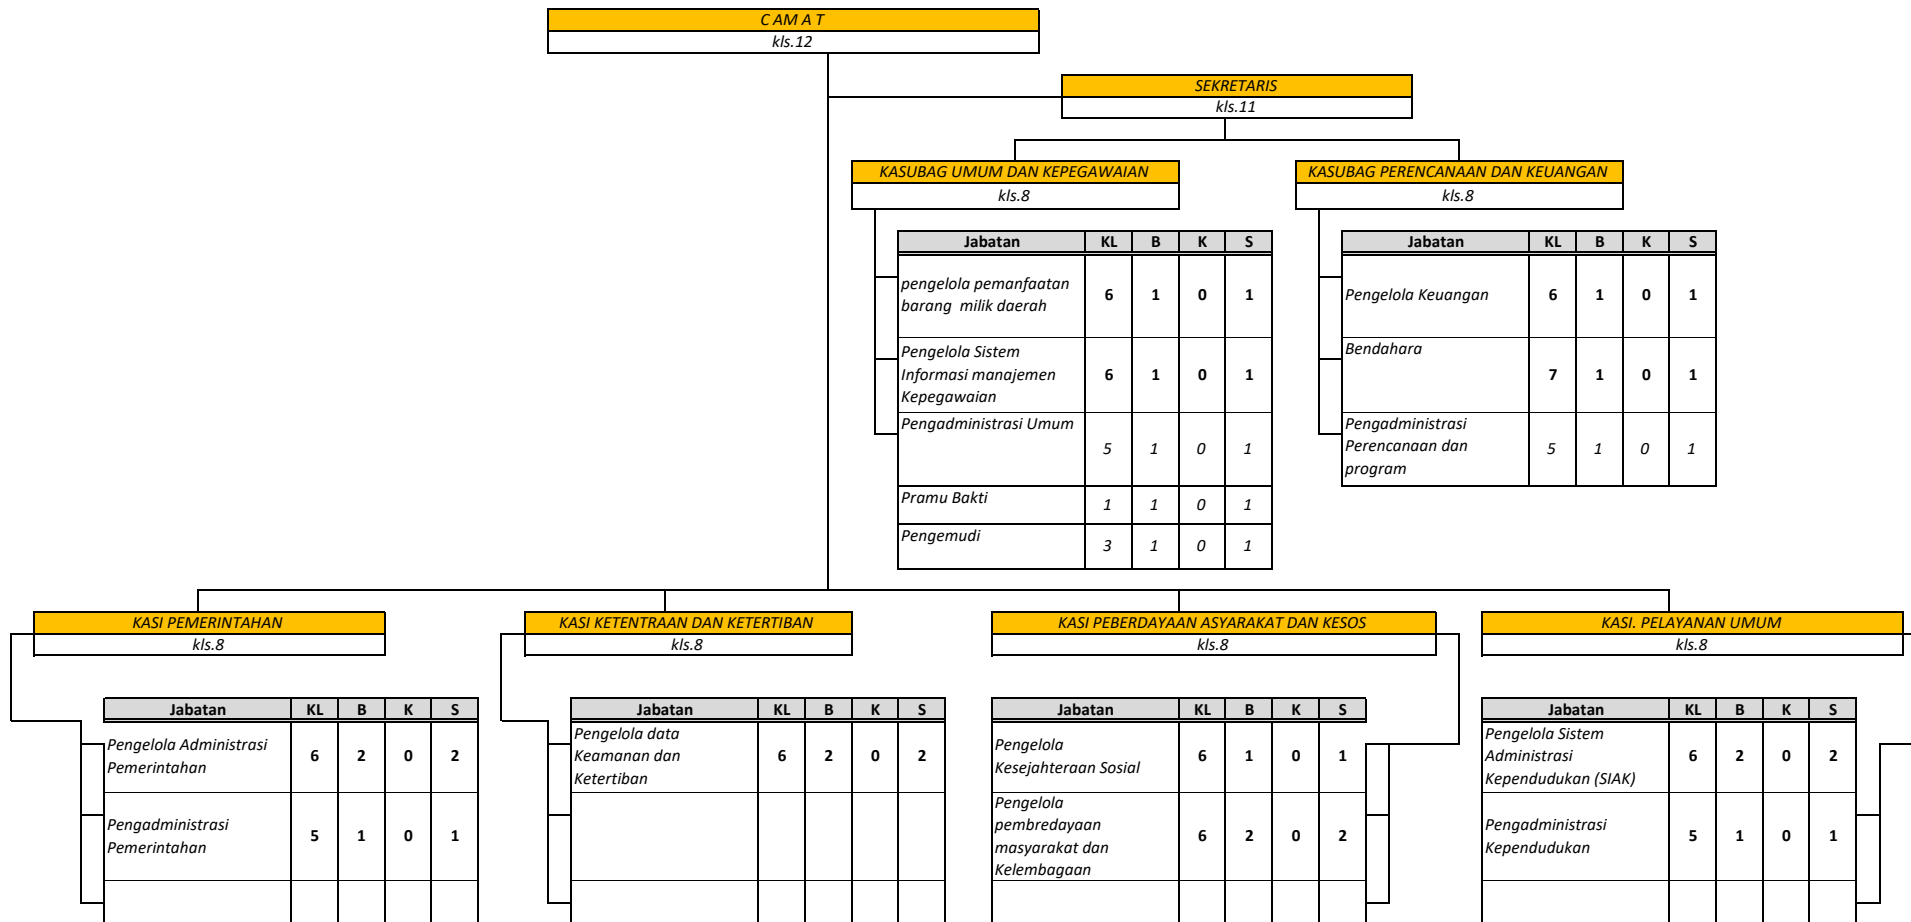 C AM A T
kls.12
SEKRETARIS
kls.11
KASUBAG UMUM DAN KEPEGAWAIAN
kls.8
Jabatan KL B K S
pengelola pemanfaatan
barang milik daerah
6 1 0 1
Pengelola Sistem
Informasi manajemen
Kepegawaian
6 1 0 1
Pengadministrasi Umum
5 1 0 1
Pramu Bakti
1 1 0 1
Pengemudi
3 1 0 1
KASUBAG PERENCANAAN DAN KEUANGAN
kls.8
Jabatan KL B K S
Pengelola Keuangan 6 1 0 1
Bendahara
7 1 0 1
Pengadministrasi
Perencanaan dan
program
5 1 0 1
KASI PEMERINTAHAN
kls.8
Jabatan KL B K S
Pengelola Administrasi
Pemerintahan
6 2 0 2
Pengadministrasi
Pemerintahan
5 1 0 1
KASI KETENTRAAN DAN KETERTIBAN
kls.8
Jabatan KL B K S
Pengelola data
Keamanan dan
Ketertiban
6 2 0 2
KASI PEBERDAYAAN ASYARAKAT DAN KESOS
kls.8
Jabatan KL B K S
Pengelola
Kesejahteraan Sosial
6 1 0 1
Pengelola
pembredayaan
masyarakat dan
Kelembagaan
6 2 0 2
KASI. PELAYANAN UMUM
kls.8
Jabatan KL B K S
Pengelola Sistem
Administrasi
Kependudukan (SIAK)
6 2 0 2
Pengadministrasi
Kependudukan
5 1 0 1